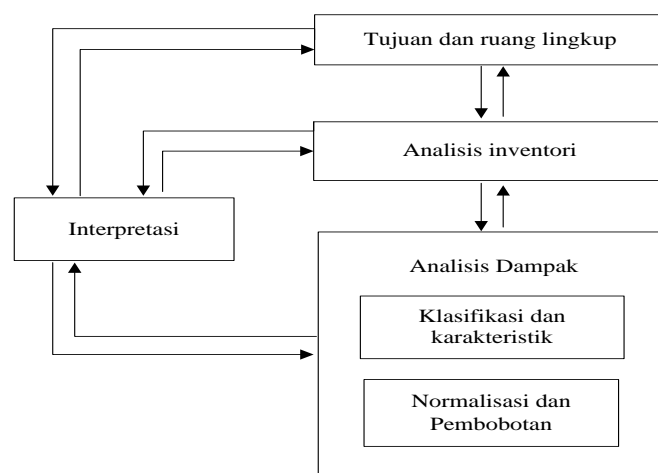 Tujuan dan ruang lingkup
Analisis inventori
Interpretasi
Analisis Dampak
Klasifikasi dan
karakteristik
Normalisasi dan
Pembobotan